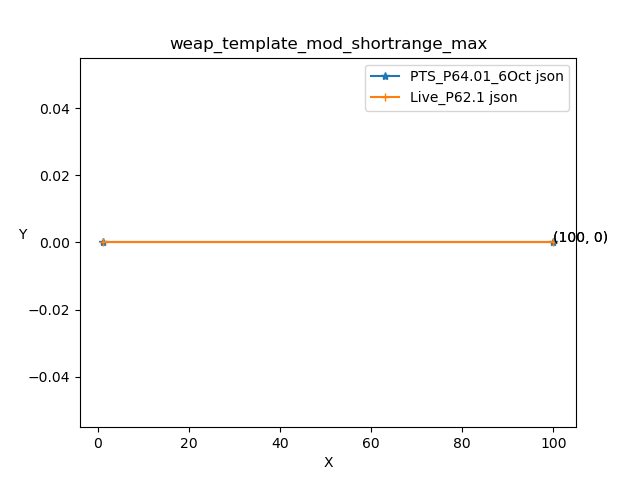 weap_template_mod_shortrange_max
PTS_P64.01_6Oct json
Live_P62.1 json
0.04
0.02
0.00
−0.02
−0.04
Y
(100, 0)
0 20 40 60 80 100
X